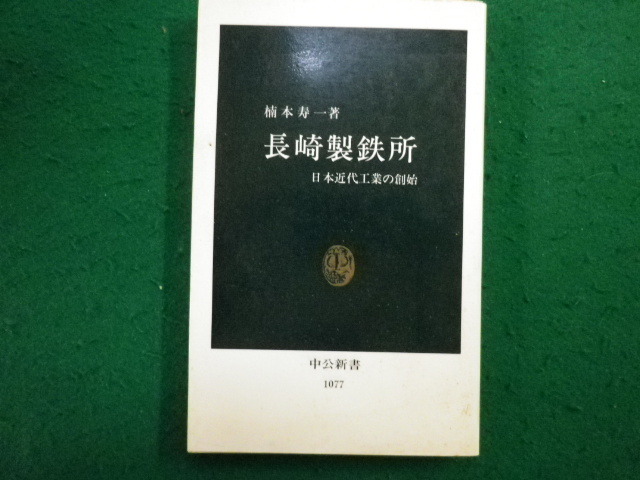 楠本寿一著
長崎製鉄所
日本近代工業の創始
中公新書
1077